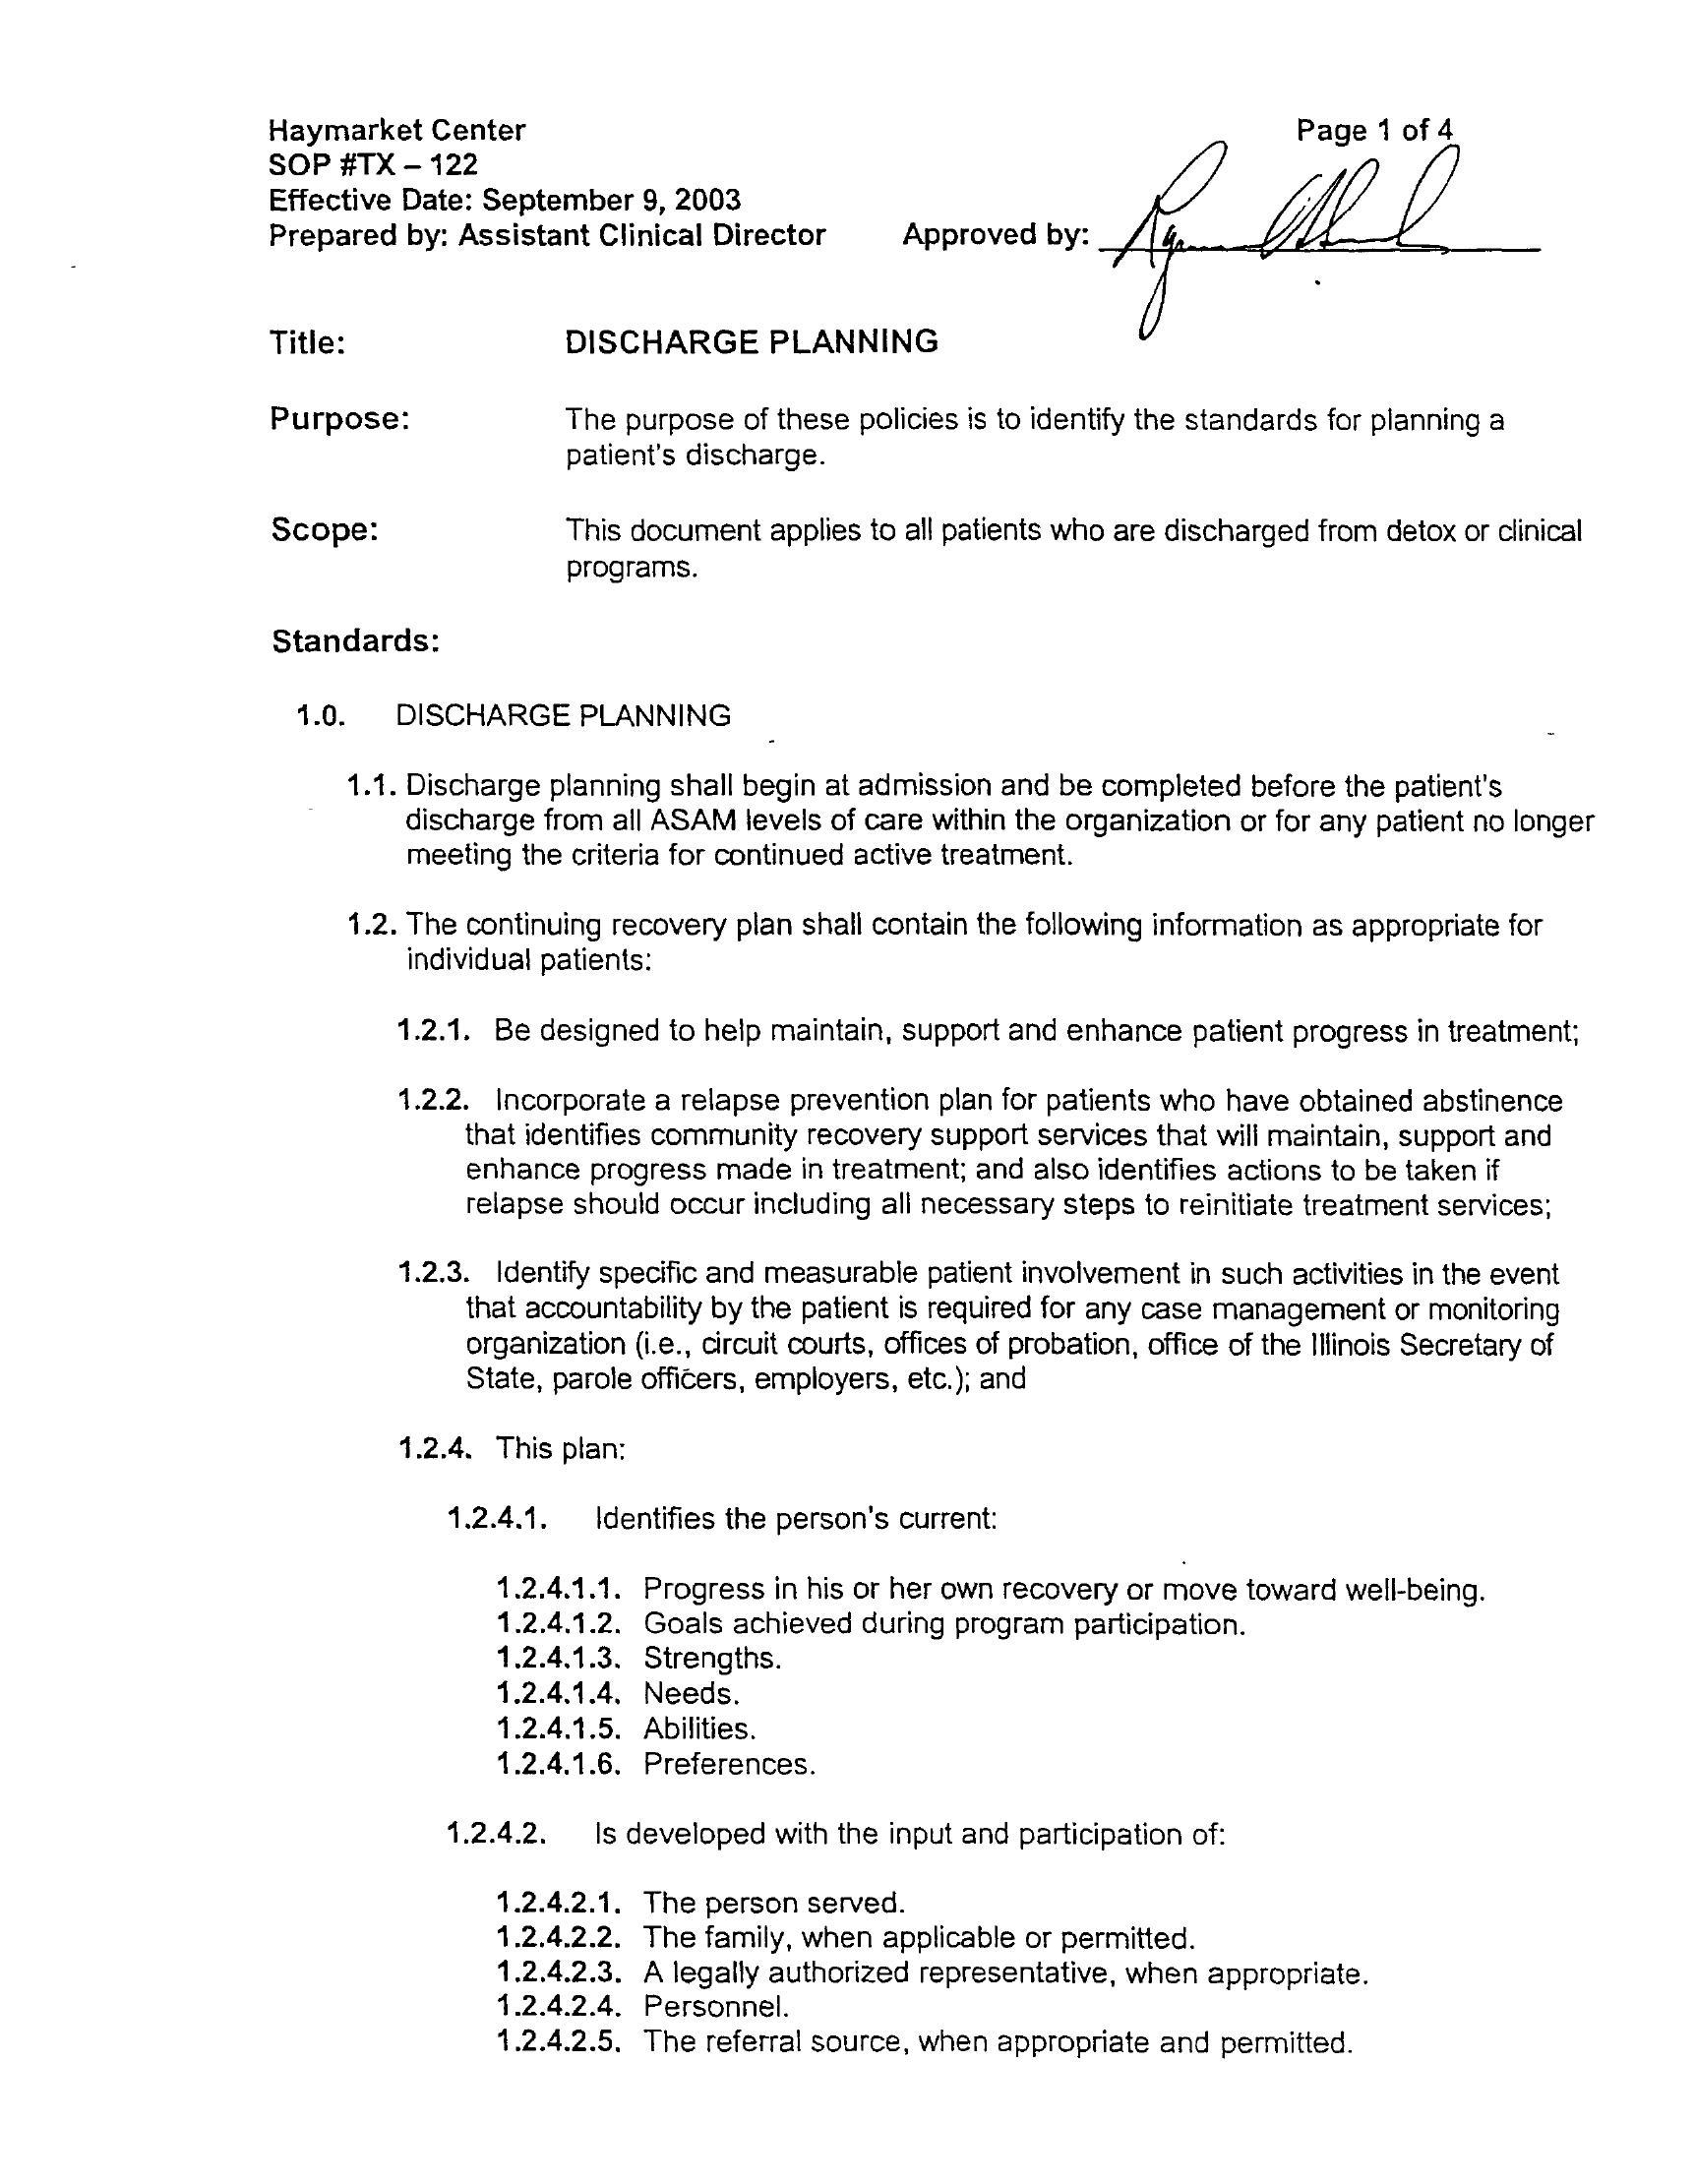 Haymarket Center
Page 1 of 4
SOP #TX – 122
Effective Date: September 9, 2003
Prepared by: Assistant Clinical Director
Approved by:
Title: DISCHARGE PLANNING
Purpose: The purpose of these policies is to identify the standards for planning a
patient's discharge.
Scope: This document applies to all patients who are discharged from detox or clinical
programs.
Standards:
1.0. DISCHARGE PLANNING
1.1. Discharge planning shall begin at admission and be completed before the patient's
discharge from all ASAM levels of care within the organization or for any patient no longer
meeting the criteria for continued active treatment.
1.2. The continuing recovery plan shall contain the following information as appropriate for
individual patients:
1.2.1. Be designed to help maintain, support and enhance patient progress in treatment;
1.2.2. Incorporate a relapse prevention plan for patients who have obtained abstinence
that identifies community recovery support services that will maintain, support and
enhance progress made in treatment; and also identifies actions to be taken if
relapse should occur including all necessary steps to reinitiate treatment services;
1.2.3. Identify specific and measurable patient involvement in such activities in the event
that accountability by the patient is required for any case management or monitoring
organization (i.e., circuit courts, offices of probation, office of the Illinois Secretary of
State, parole officers, employers, etc.); and
1.2.4. This plan:
1.2.4.1. Identifies the person's current:
1.2.4.1.1. Progress in his or her own recovery or move toward well-being.
1.2.4.1.2. Goals achieved during program participation.
1.2.4.1.3. Strengths.
1.2.4.1.4. Needs.
1.2.4.1.5. Abilities.
1.2.4.1.6. Preferences.
1.2.4.2. Is developed with the input and participation of:
1.2.4.2.1. The person served.
1.2.4.2.2. The family, when applicable or permitted.
1.2.4.2.3. A legally authorized representative, when appropriate.
1.2.4.2.4. Personnel.
1.2.4.2.5. The referral source, when appropriate and permitted.